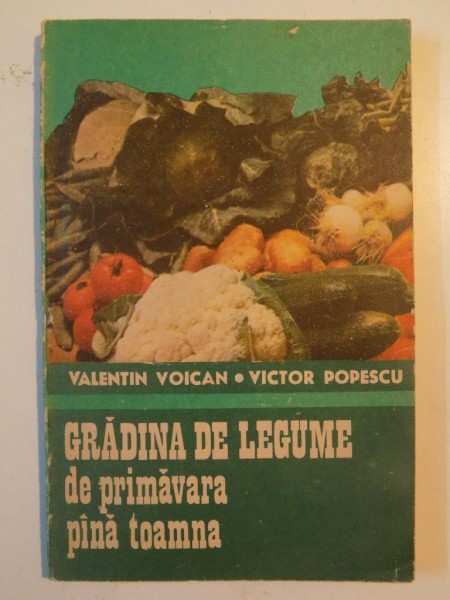 VALENTIN VOICAN • VICTOR POPESCU
GRĂDINA DE LEGUME
de primăvara
pînă toamna